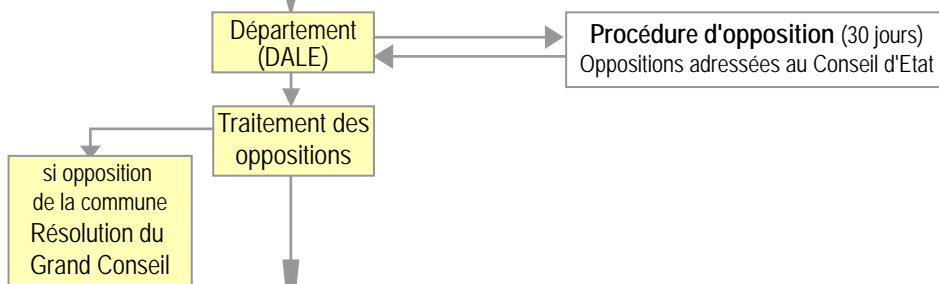 Département
(DALE)
Procédure d'opposition (30 jours)
Oppositions adressées au Conseil d'Etat
Traitement des
oppositions
si opposition
de la commune
Résolution du
Grand Conseil